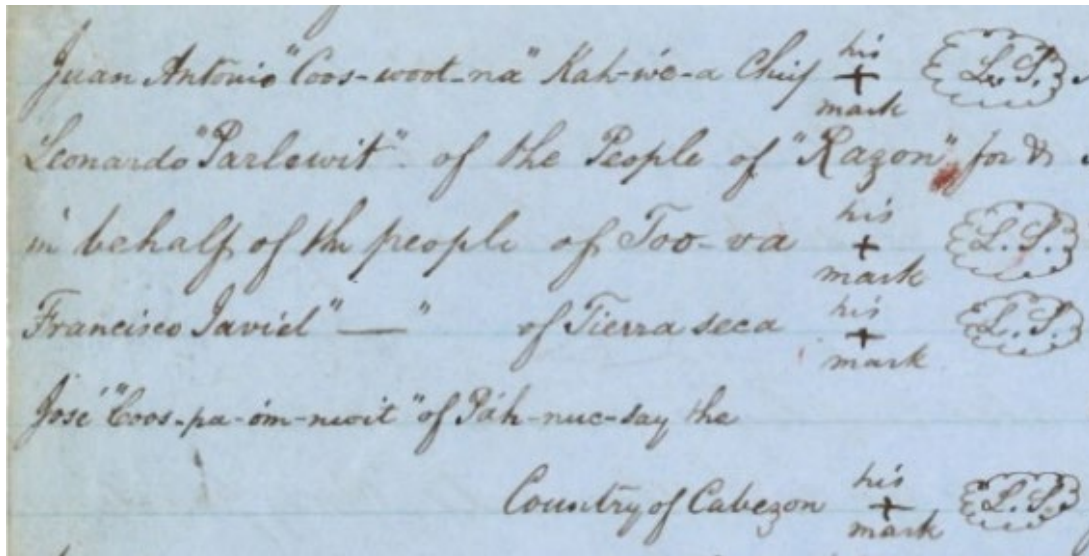 Juan Antonio "Coos-woot-na" Kah-we-a Chief his + mark L.S.
Leonardo "Parlewit" of the People of "Razon" for &
in behalf of the people of Too-va his + mark L.S.
Francisco Javiel "—" of Tierra seca his + mark L.S.
José "Coos-pa-om-nuit" of Pah-nuc-say the
Country of Cabezon his + mark L.S.